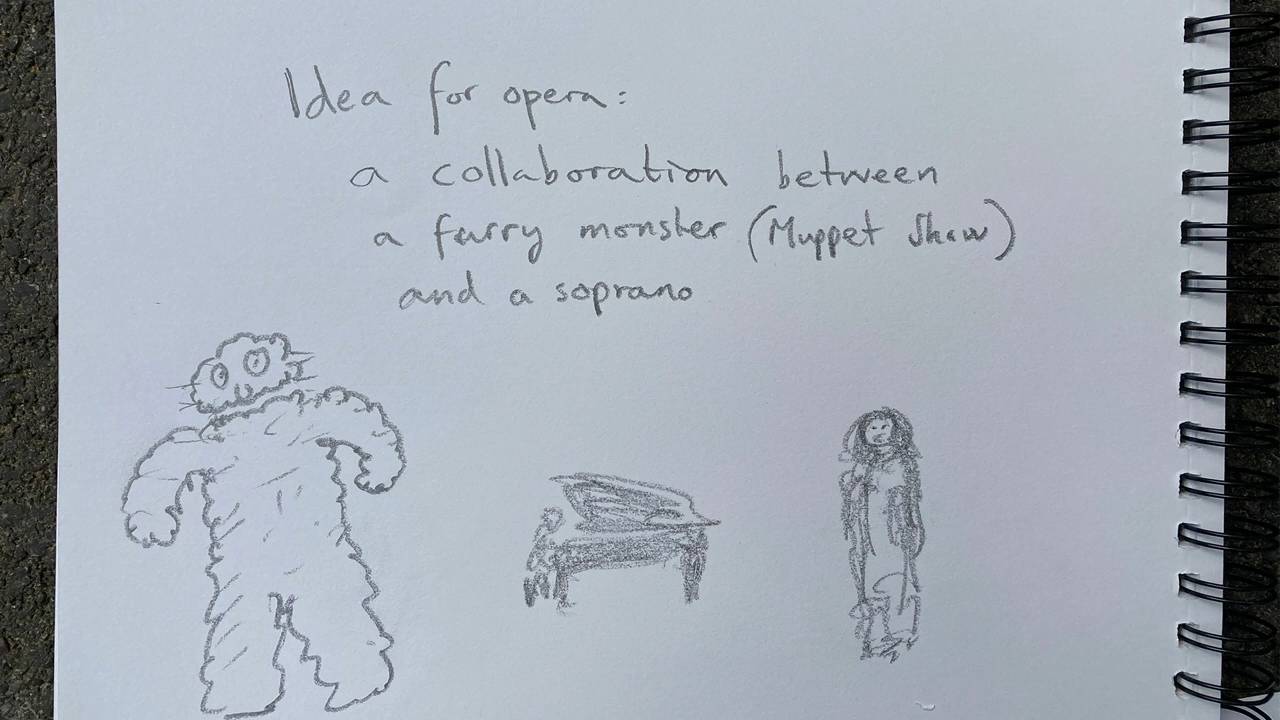 Idea for opera:
a collaboration between
a furry monster (Muppet Show)
and a soprano